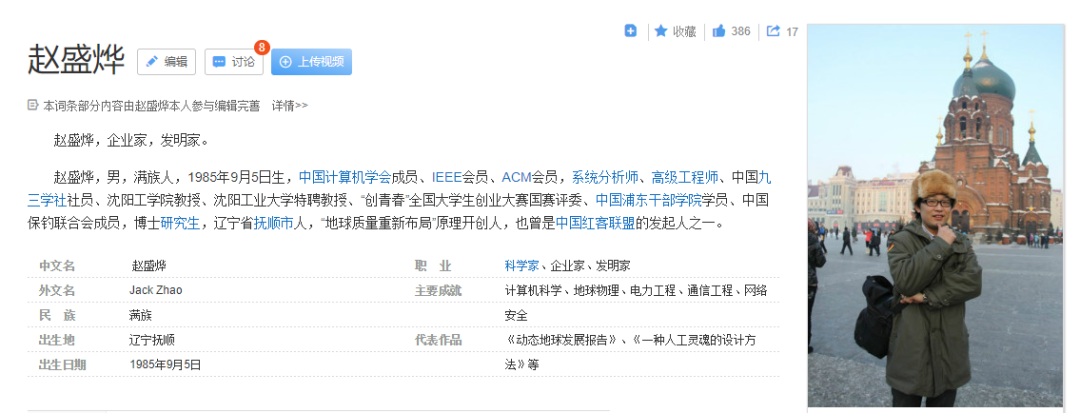 收藏 386 17
赵盛烨 编辑 讨论 8 上传视频
本词条部分内容由赵盛烨本人参与编辑完善 详情>>
赵盛烨，企业家，发明家。
赵盛烨，男，满族人，1985年9月5日生，中国计算机学会成员、IEEE会员、ACM会员，系统分析师、高级工程师、中国九
三学社社员、沈阳工学院教授、沈阳工业大学特聘教授、“创青春”全国大学生创业大赛国赛评委、中国浦东干部学院学员、中国
保钓联合会成员，博士研究生，辽宁省抚顺市人，“地球质量重新布局”原理开创人，也曾是中国红客联盟的发起人之一。
中文名 赵盛烨 职 业 科学家、企业家、发明家
外文名 Jack Zhao 主要成就 计算机科学、地球物理、电力工程、通信工程、网络
民 族 满族 安全
出生地 辽宁抚顺 代表作品 《动态地球发展报告》、《一种人工灵魂的设计方
出生日期 1985年9月5日 法》等